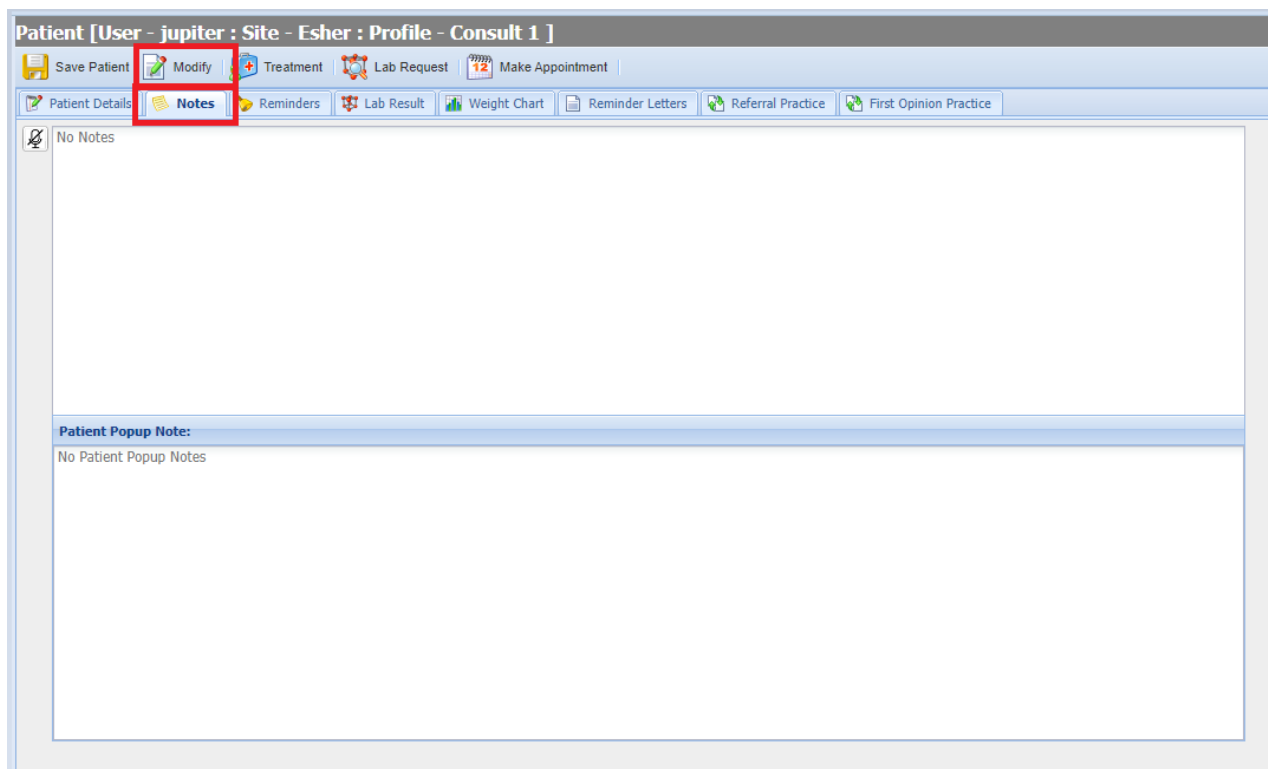 Patient [User - jupiter : Site - Esher : Profile - Consult 1 ]
Save Patient Modify Treatment Lab Request 12 Make Appointment
Patient Details Notes Reminders Lab Result Weight Chart Reminder Letters Referral Practice First Opinion Practice
No Notes
Patient Popup Note:
No Patient Popup Notes